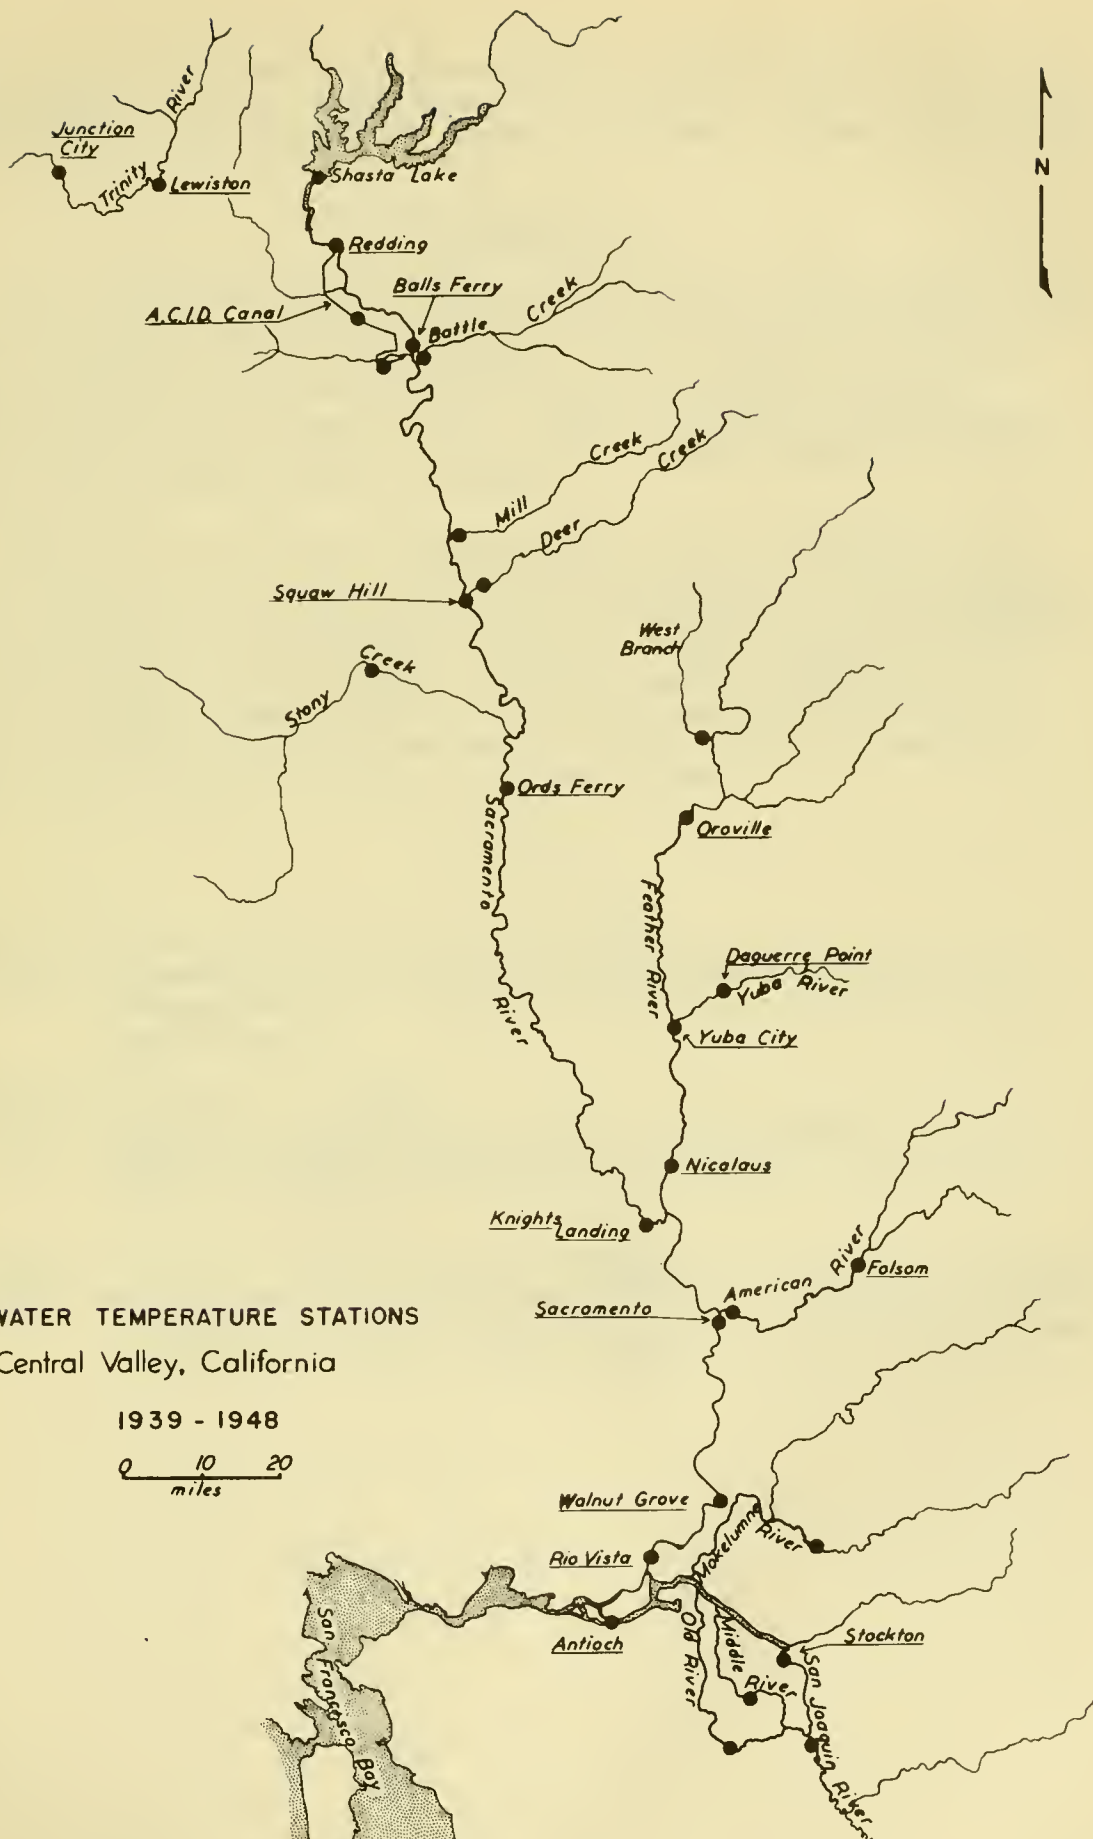 Junction
City
Trinity River
Lewiston
Shasta Lake
N
Redding
Balls Ferry
A.C.I.D. Canal
Battle Creek
Mill Creek
Deer Creek
Squaw Hill
West
Branch
Stony Creek
Ords Ferry
Sacramento River
Oroville
Feather River
Daguerre Point
Yuba River
Yuba City
Nicalaus
Knights
Landing
American River
Folsom
Sacramento
WATER TEMPERATURE STATIONS
Central Valley, California
1939 - 1948
0 10 20
miles
Walnut Grove
Mokelumne River
Rio Vista
Antioch
Old River
Middle River
Stockton
San Joaquin River
San Francisco Bay